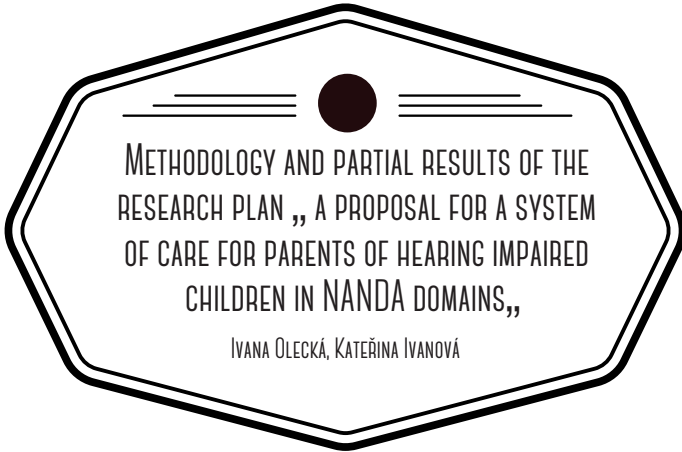 Methodology and partial results of the
research plan „ a proposal for a system
of care for parents of hearing impaired
children in NANDA domains„
Ivana Olecká, Kateřina Ivanová